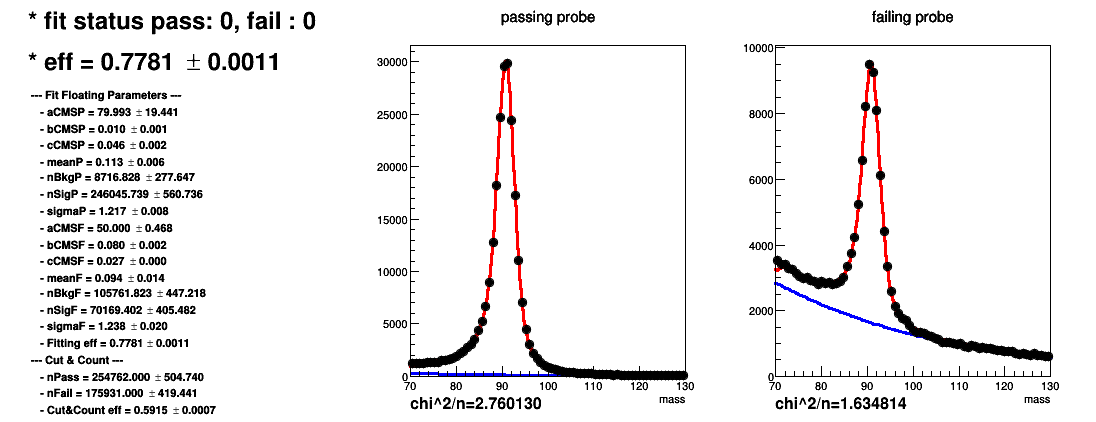 * fit status pass: 0, fail : 0
* eff = 0.7781 ± 0.0011
--- Fit Floating Parameters ---
- aCMSP = 79.993 ± 19.441
- bCMSP = 0.010 ± 0.001
- cCMSP = 0.046 ± 0.002
- meanP = 0.113 ± 0.006
- nBkgP = 8716.828 ± 277.647
- nSigP = 246045.739 ± 560.736
- sigmaP = 1.217 ± 0.008
- aCMSF = 50.000 ± 0.468
- bCMSF = 0.080 ± 0.002
- cCMSF = 0.027 ± 0.000
- meanF = 0.094 ± 0.014
- nBkgF = 105761.823 ± 447.218
- nSigF = 70169.402 ± 405.482
- sigmaF = 1.238 ± 0.020
- Fitting eff = 0.7781 ± 0.0011
--- Cut & Count ---
- nPass = 254762.000 ± 504.740
- nFail = 175931.000 ± 419.441
- Cut&Count eff = 0.5915 ± 0.0007
passing probe
30000
25000
20000
15000
10000
5000
0
70 80 90 100 110 120 130
mass
chi^2/n=2.760130
failing probe
10000
8000
6000
4000
2000
0
70 80 90 100 110 120 130
mass
chi^2/n=1.634814